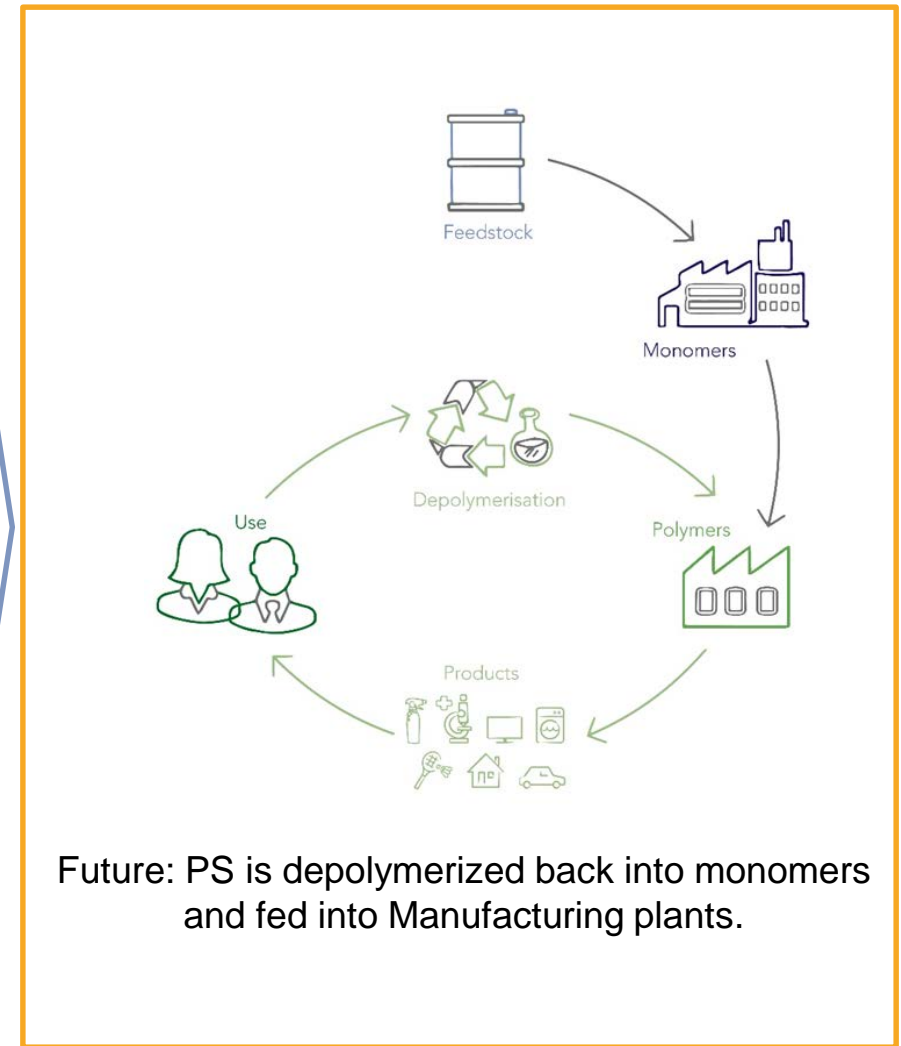 Feedstock
Monomers
Depolymerisation
Use
Polymers
Products
Future: PS is depolymerized back into monomers
and fed into Manufacturing plants.